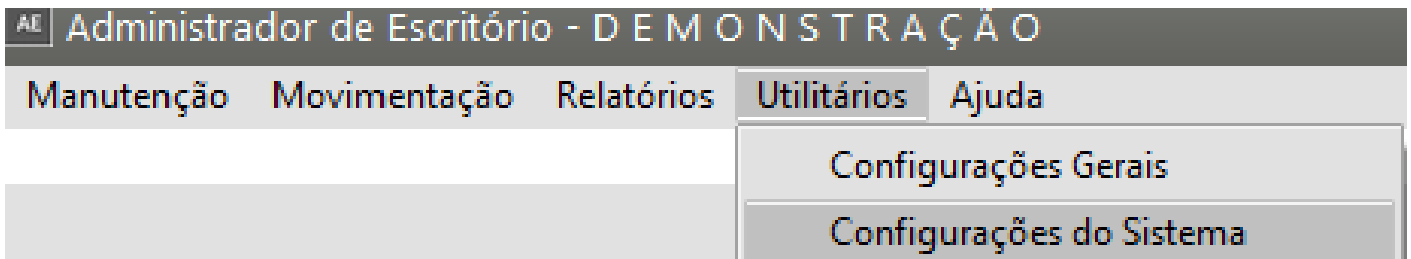 AE Administrador de Escritório - D E M O N S T R A Ç Ã O
Manutenção Movimentação Relatórios Utilitários Ajuda
Configurações Gerais
Configurações do Sistema